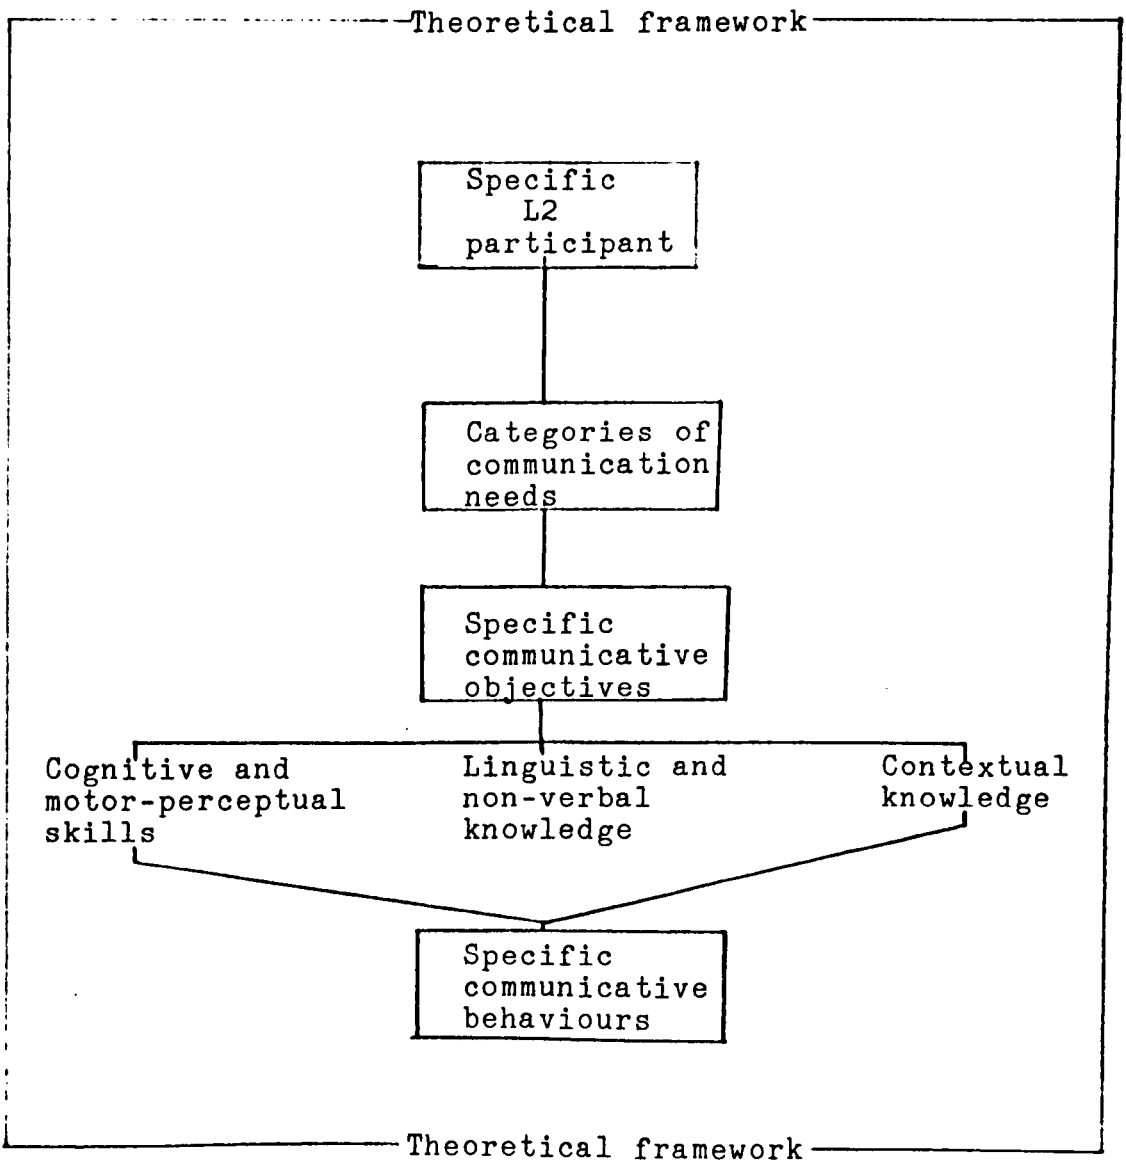 Theoretical framework
Specific
L2
participant
Categories of
communication
needs
Specific
communicative
objectives
Cognitive and
motor-perceptual
skills
Linguistic and
non-verbal
knowledge
Contextual
knowledge
Specific
communicative
behaviours
Theoretical framework